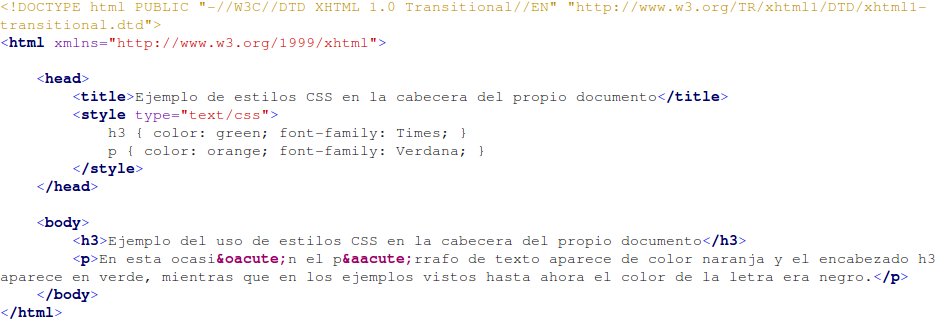 <!DOCTYPE html PUBLIC "-//W3C//DTD XHTML 1.0 Transitional//EN" "http://www.w3.org/TR/xhtml1/DTD/xhtml1-
transitional.dtd">
<html xmlns="http://www.w3.org/1999/xhtml">
<head>
<title>Ejemplo de estilos CSS en la cabecera del propio documento</title>
<style type="text/css">
h3 { color: green; font-family: Times; }
p { color: orange; font-family: Verdana; }
</style>
</head>
<body>
<h3>Ejemplo del uso de estilos CSS en la cabecera del propio documento</h3>
<p>En esta ocasi&oacute;n el p&aacute;rrafo de texto aparece de color naranja y el encabezado h3
aparece en verde, mientras que en los ejemplos vistos hasta ahora el color de la letra era negro.</p>
</body>
</html>